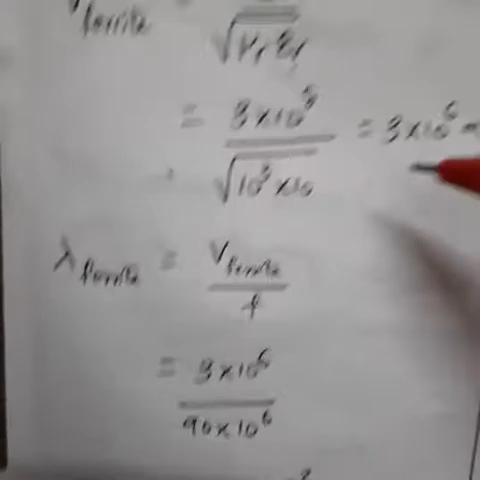 V ferrite =
√μr εr
= 3×10⁸ / √10³×10 = 3×10⁶
λ ferrite = V ferrite / f
= 3×10⁶ / 90×10⁶